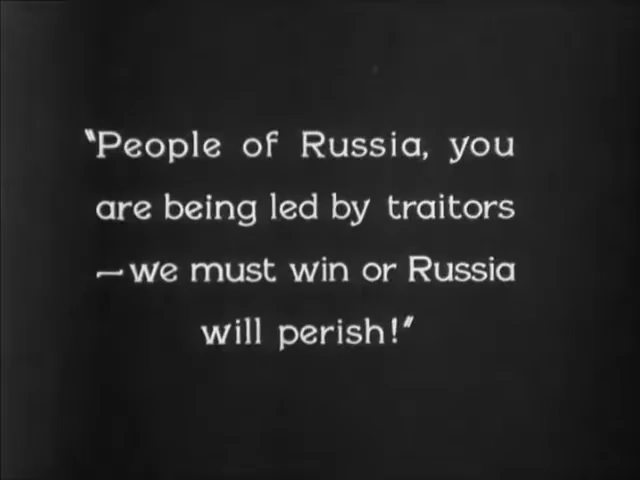 "People of Russia, you
are being led by traitors
—we must win or Russia
will perish!"